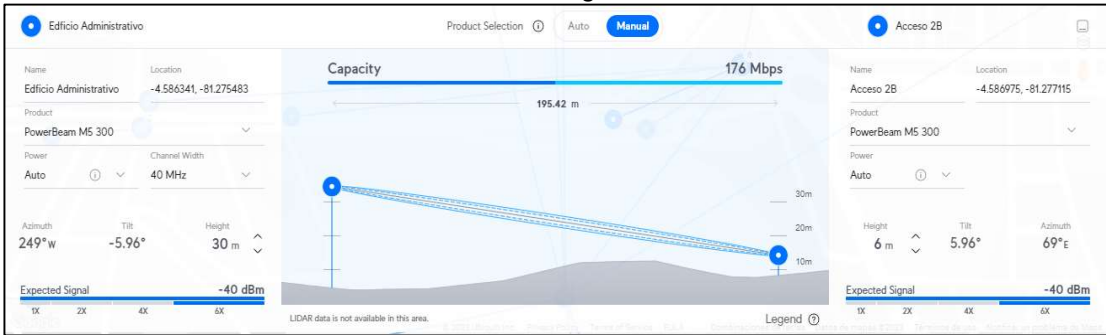 Edficio Administrativo
Product Selection
Auto
Manual
Acceso 2B
Name
Location
Edficio Administrativo
-4.586341, -81.275483
Product
PowerBeam M5 300
Power
Channel Width
Auto
40 MHz
Azimuth
Tilt
Height
249°W
-5.96°
30 m
Expected Signal
-40 dBm
1X
2X
4X
6X
Capacity
176 Mbps
195.42 m
30m
20m
10m
LIDAR data is not available in this area.
Legend
Name
Location
Acceso 2B
-4.586975, -81.277115
Product
PowerBeam M5 300
Power
Auto
Height
Tilt
Azimuth
6 m
5.96°
69°E
Expected Signal
-40 dBm
1X
2X
4X
6X